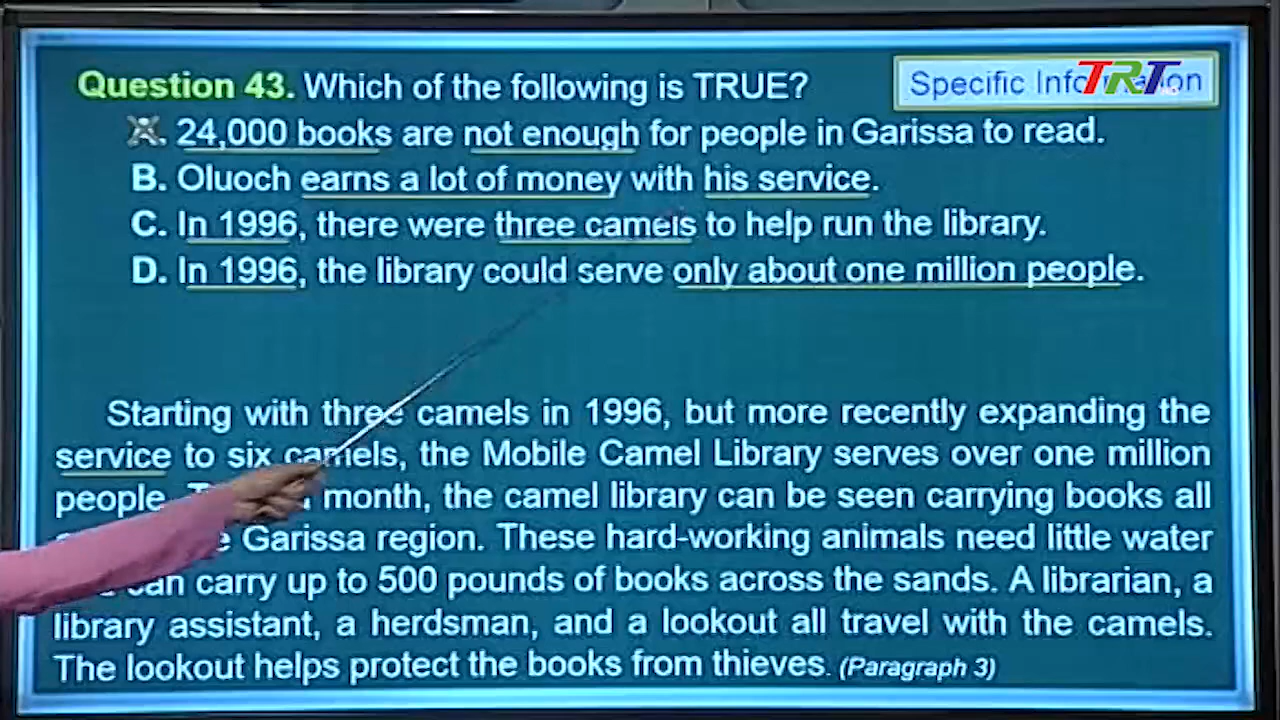 Question 43. Which of the following is TRUE?
Specific
TRT
A. 24,000 books are not enough for people in Garissa to read.
B. Oluoch earns a lot of money with his service.
C. In 1996, there were three camels to help run the library.
D. In 1996, the library could serve only about one million people.
Starting with three camels in 1996, but more recently expanding the
service to six camels, the Mobile Camel Library serves over one million
people. month, the camel library can be seen carrying books all
Garissa region. These hard-working animals need little water
can carry up to 500 pounds of books across the sands. A librarian, a
library assistant, a herdsman, and a lookout all travel with the camels.
The lookout helps protect the books from thieves. (Paragraph 3)